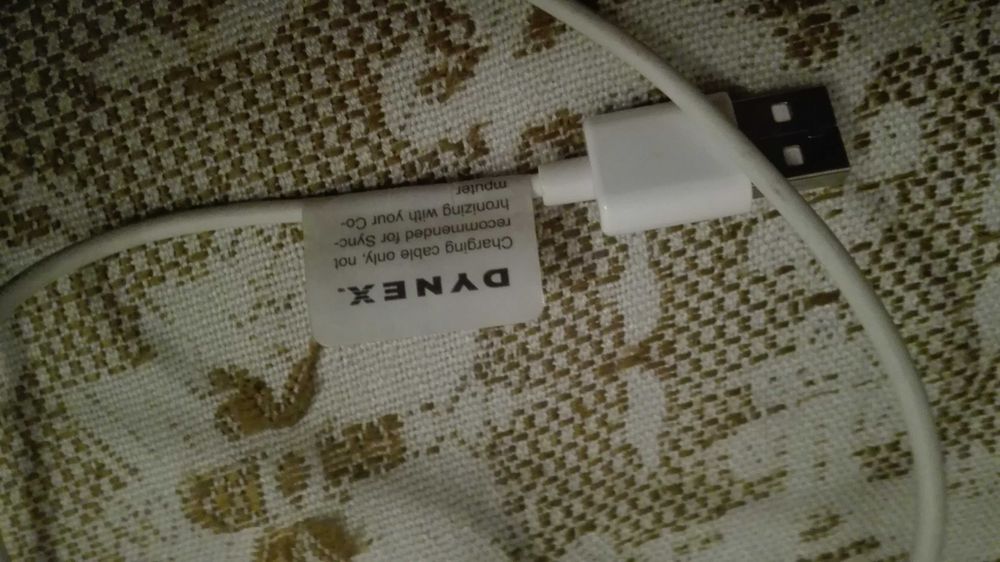 DYNEX.
Charging cable only, not
recommended for Sync-
hronizing with your Co-
mputer